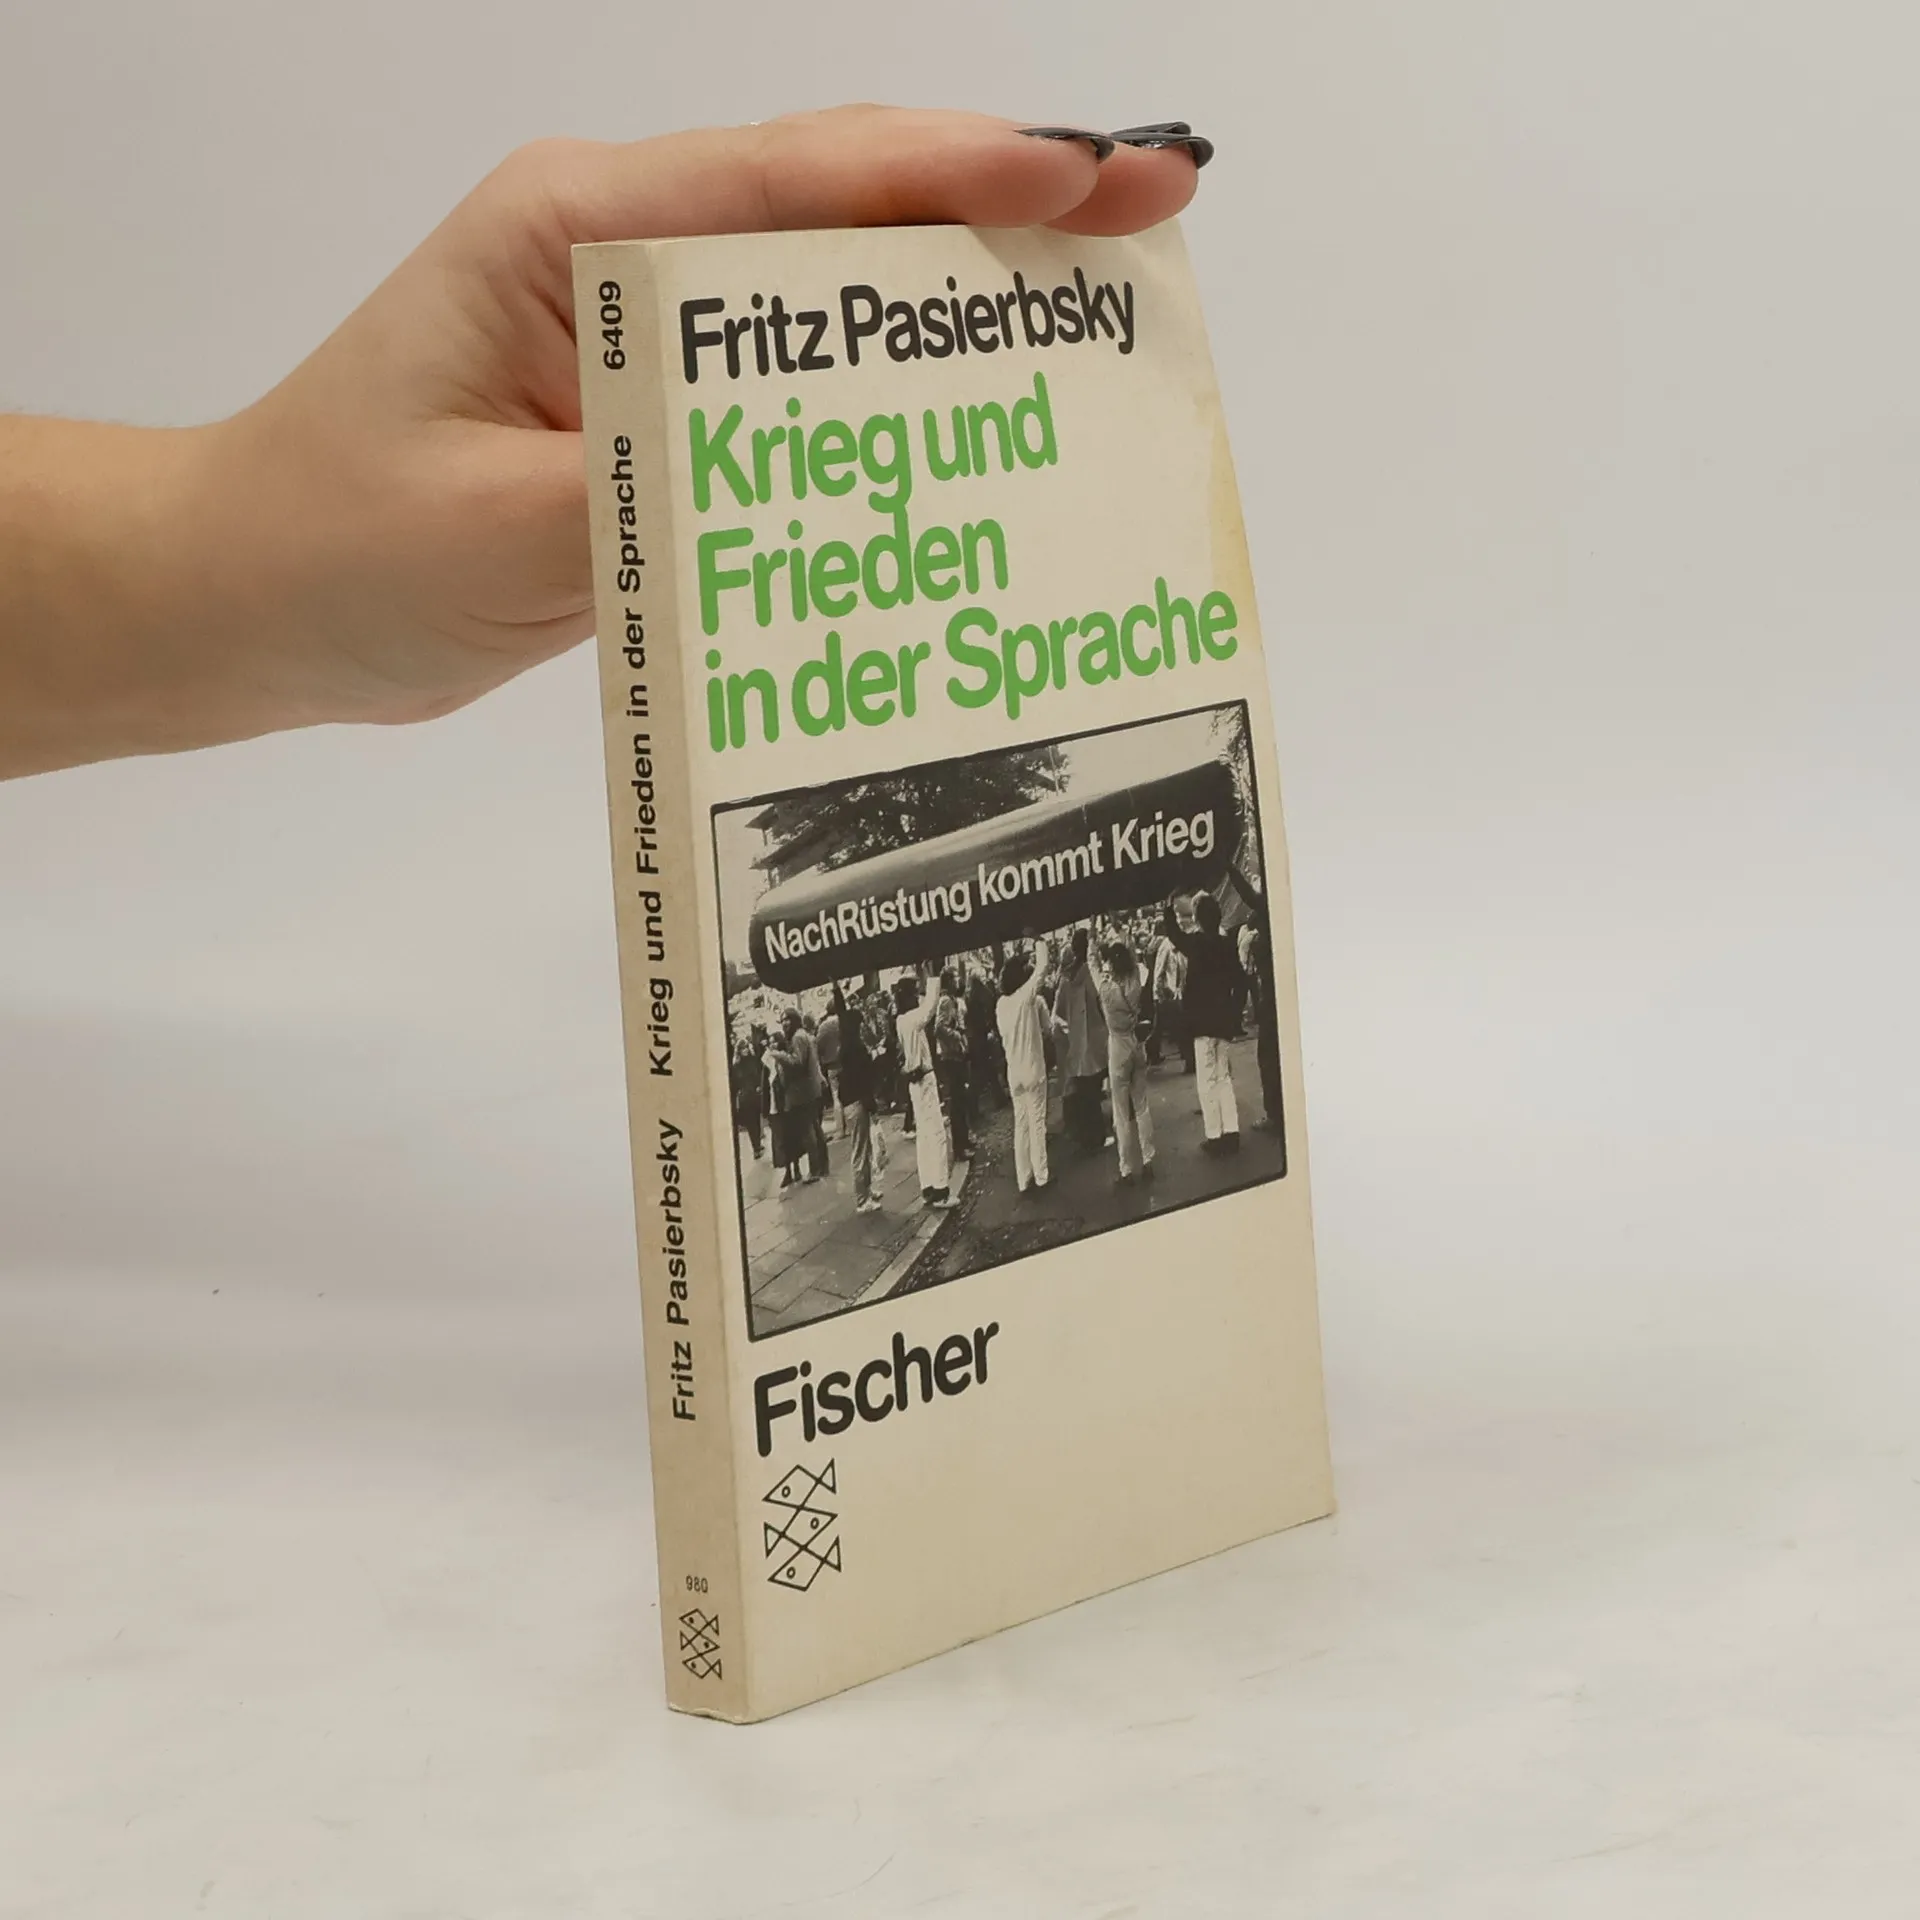 Fritz Pasierbsky
Krieg und
Frieden
in der Sprache
NachRüstung kommt Krieg
Fischer
Fritz Pasierbsky Krieg und Frieden in der Sprache 6409
980